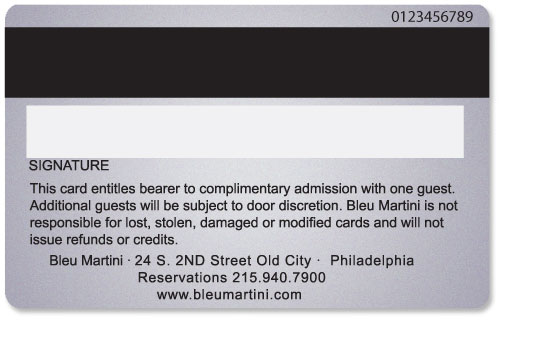 0123456789
SIGNATURE
This card entitles bearer to complimentary admission with one guest.
Additional guests will be subject to door discretion. Bleu Martini is not
responsible for lost, stolen, damaged or modified cards and will not
issue refunds or credits.
Bleu Martini · 24 S. 2ND Street Old City · Philadelphia
Reservations 215.940.7900
www.bleumartini.com